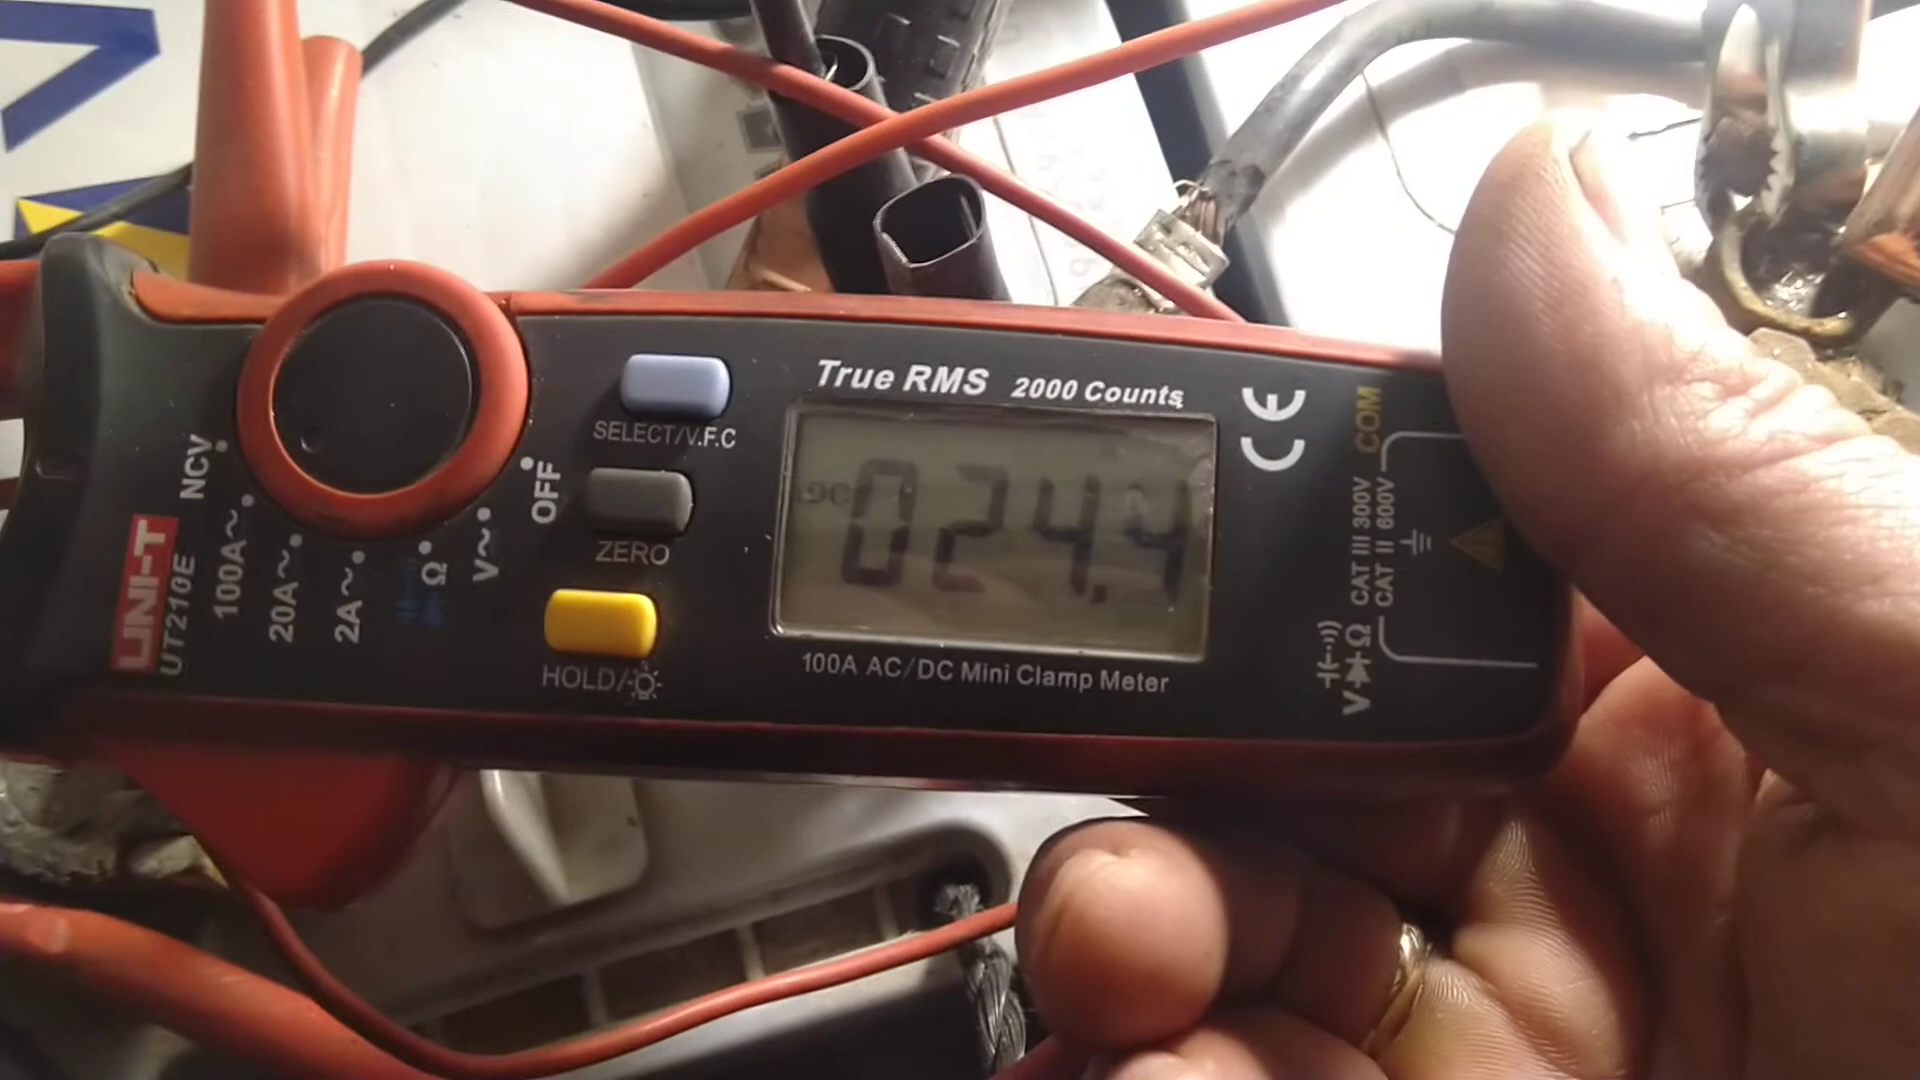 True RMS 2000 Counts
SELECT/V.F.C
024.4
ZERO
HOLD/
100A AC/DC Mini Clamp Meter
UNI-T
UT210E
NCV
100A~
20A~
2A~
Ω
V~
OFF
CE
COM
CAT III 300V
CAT II 600V
VΩ